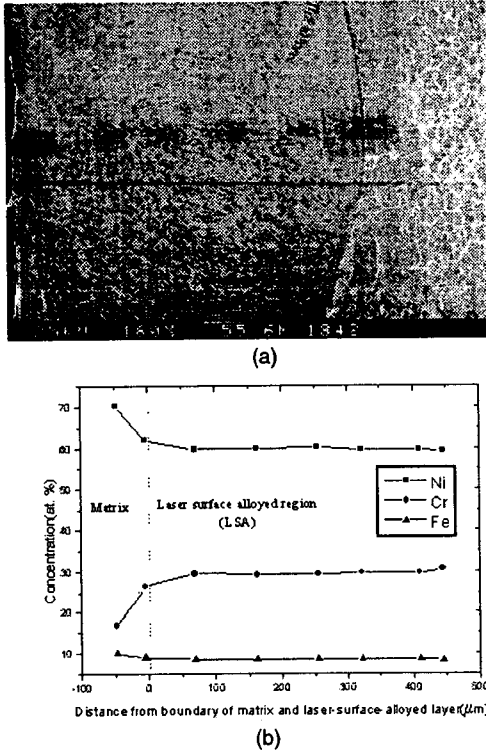 (a)
70
60
50
40
30
20
10
Concentration(at. %)
Matrix
Laser surface alloyed region
(LSA)
Ni
Cr
Fe
-100
0
100
200
300
400
500
Distance from boundary of matrix and laser-surface-alloyed layer(μm)
(b)